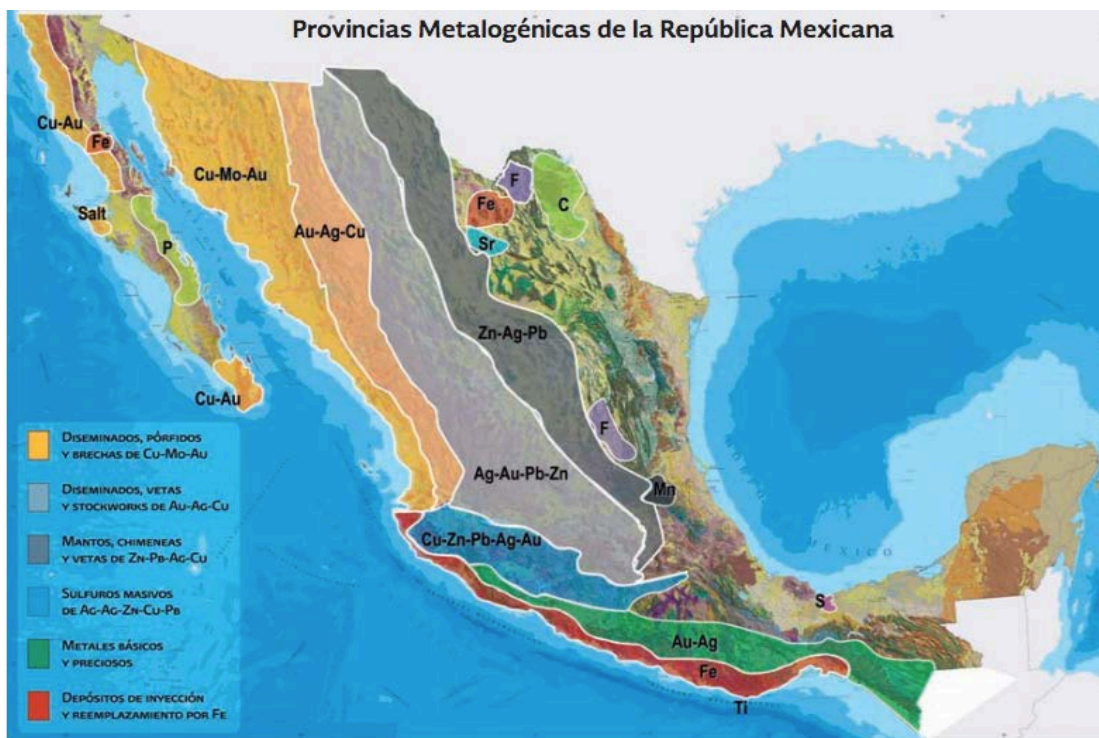 Provincias Metalogénicas de la República Mexicana
Cu-Au
Fe
Cu-Mo-Au
F
C
Fe
Salt
Au-Ag-Cu
Sr
P
Zn-Ag-Pb
Cu-Au
F
Ag-Au-Pb-Zn
Mn
Cu-Zn-Pb-Ag-Au
MEXICO
S
Au-Ag
Fe
Ti
DISEMINADOS, PÓRFIDOS
Y BRECHAS DE CU-MO-AU
DISEMINADOS, VETAS
Y STOCKWORKS DE AU-AG-CU
MANTOS, CHIMENEAS
Y VETAS DE ZN-PB-AG-CU
SULFUROS MASIVOS
DE AG-AG-ZN-CU-PB
METALES BÁSICOS
Y PRECIOSOS
DEPÓSITOS DE INYECCIÓN
Y REEMPLAZAMIENTO POR FE